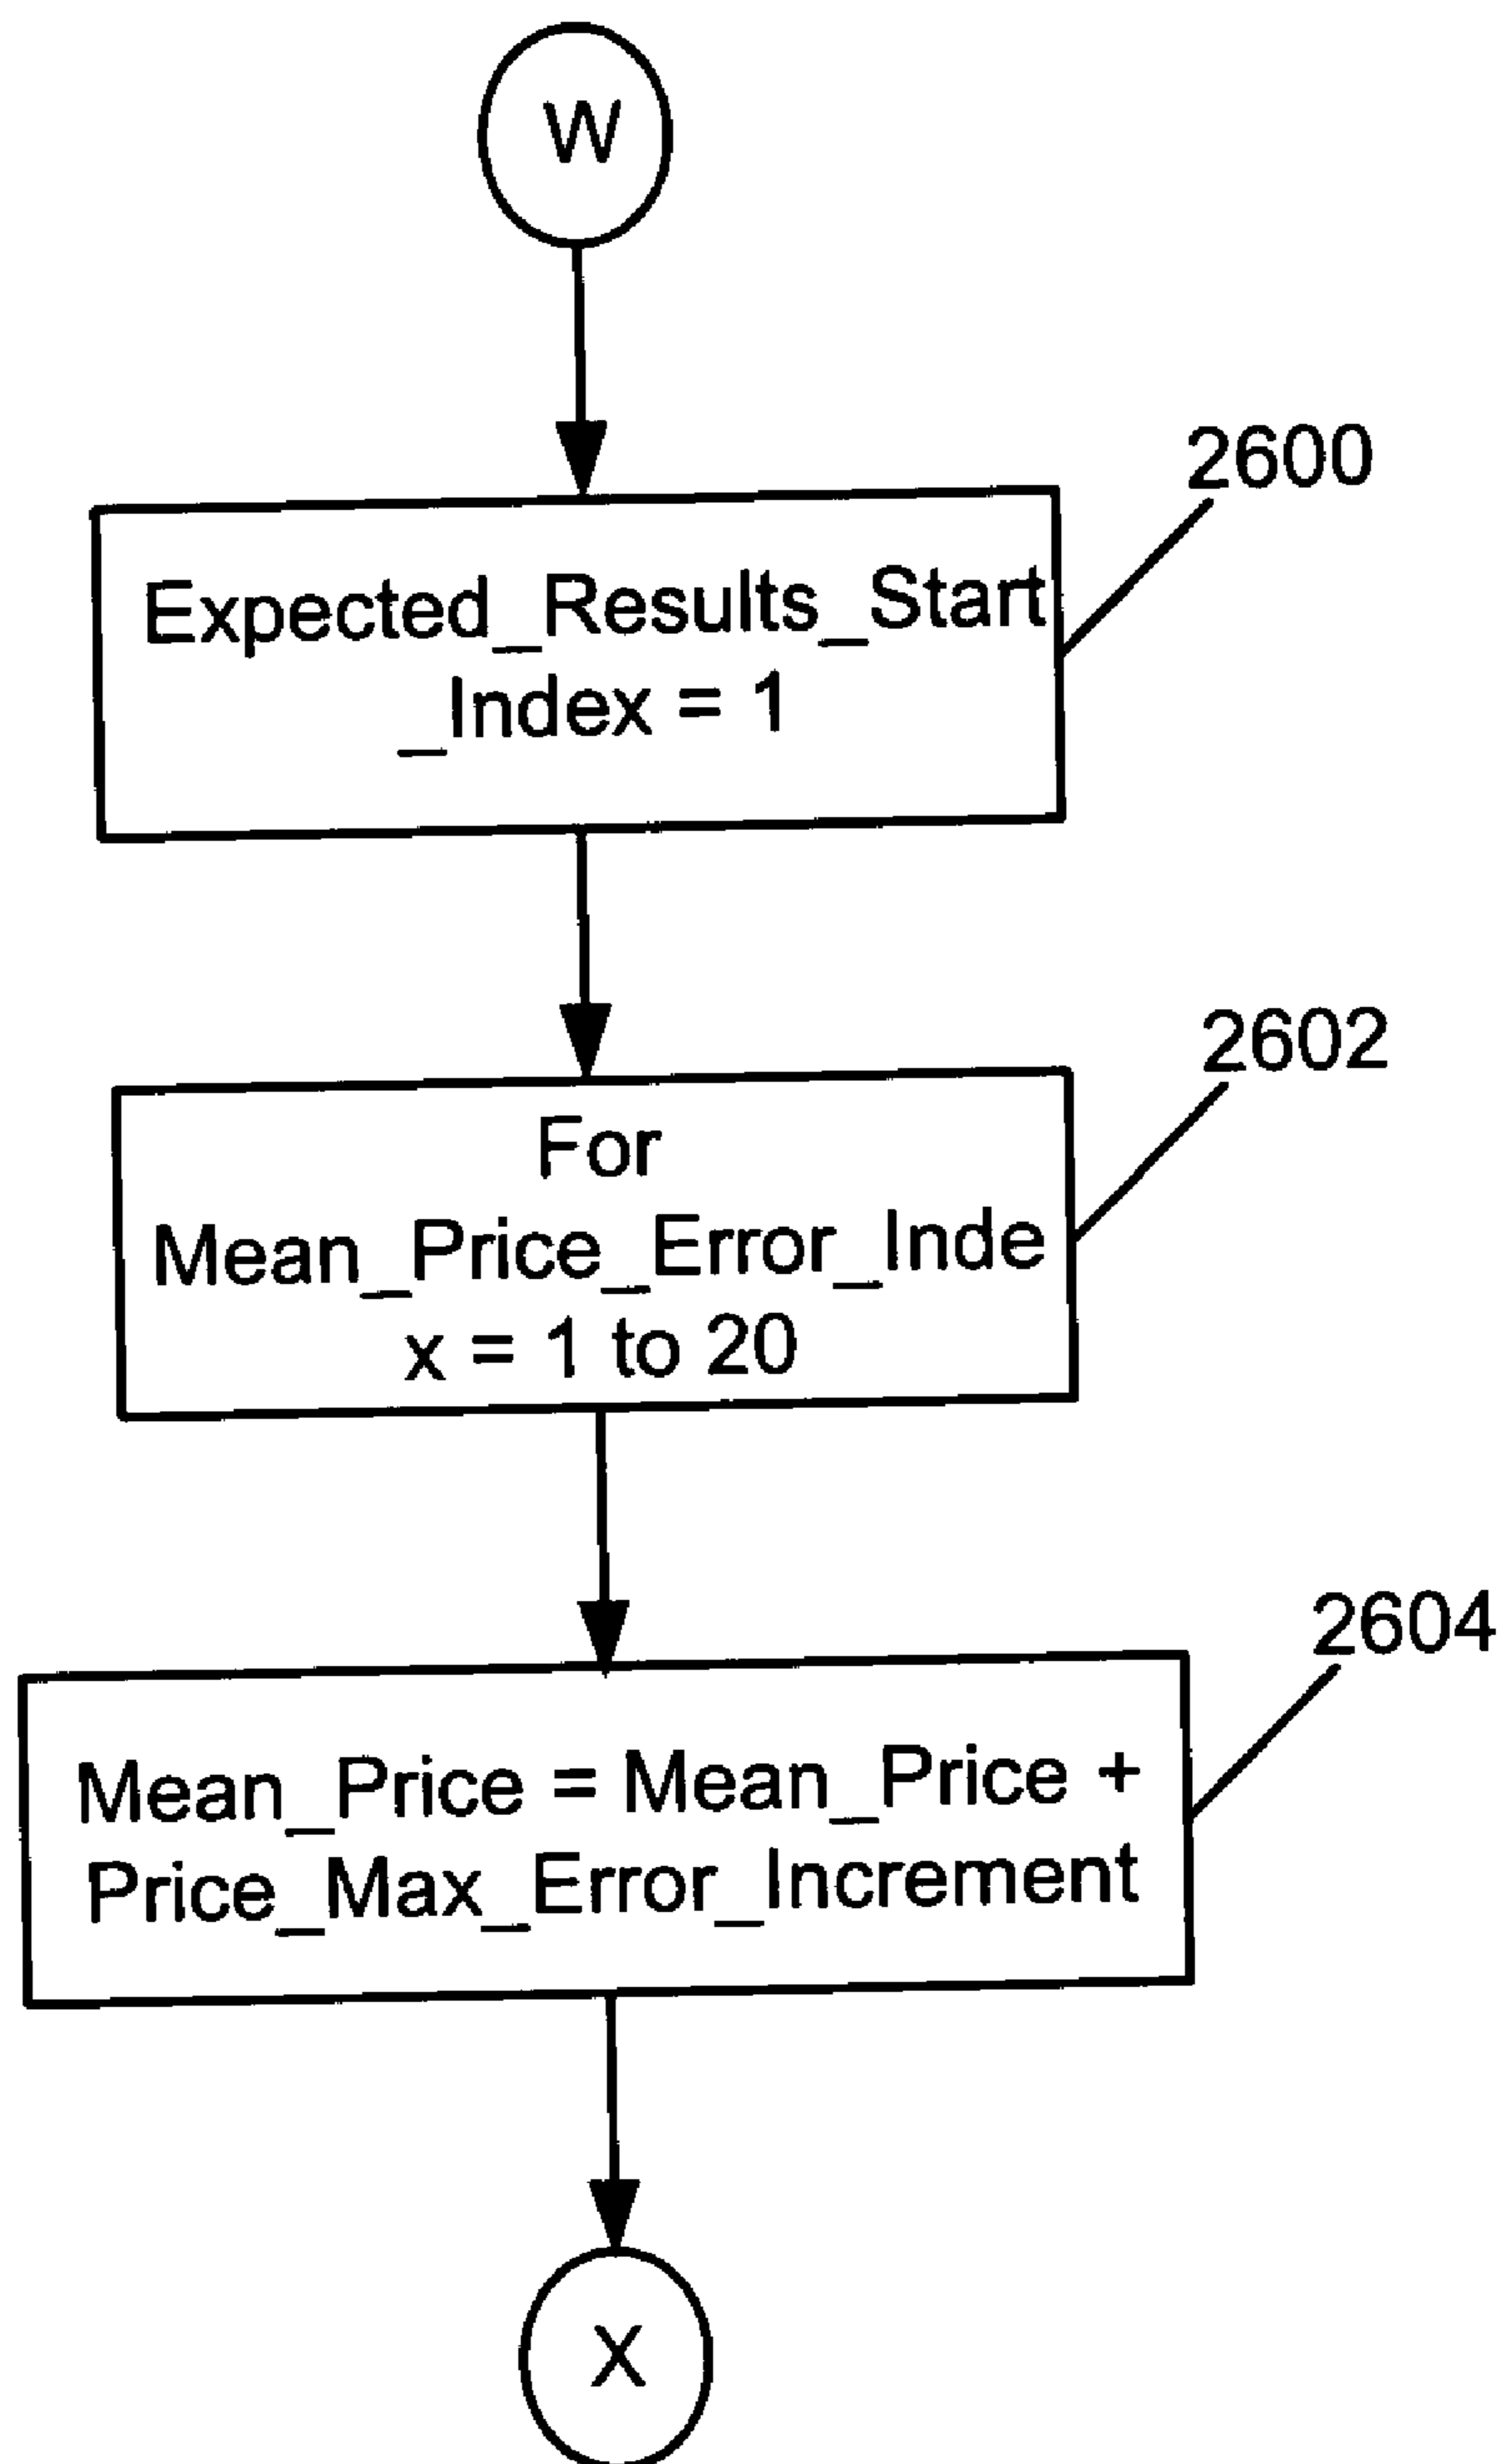 W
2600
Expected_Results_Start
_Index = 1
2602
For
Mean_Price_Error_Inde
x = 1 to 20
2604
Mean_Price = Mean_Price +
Price_Max_Error_Increment
X